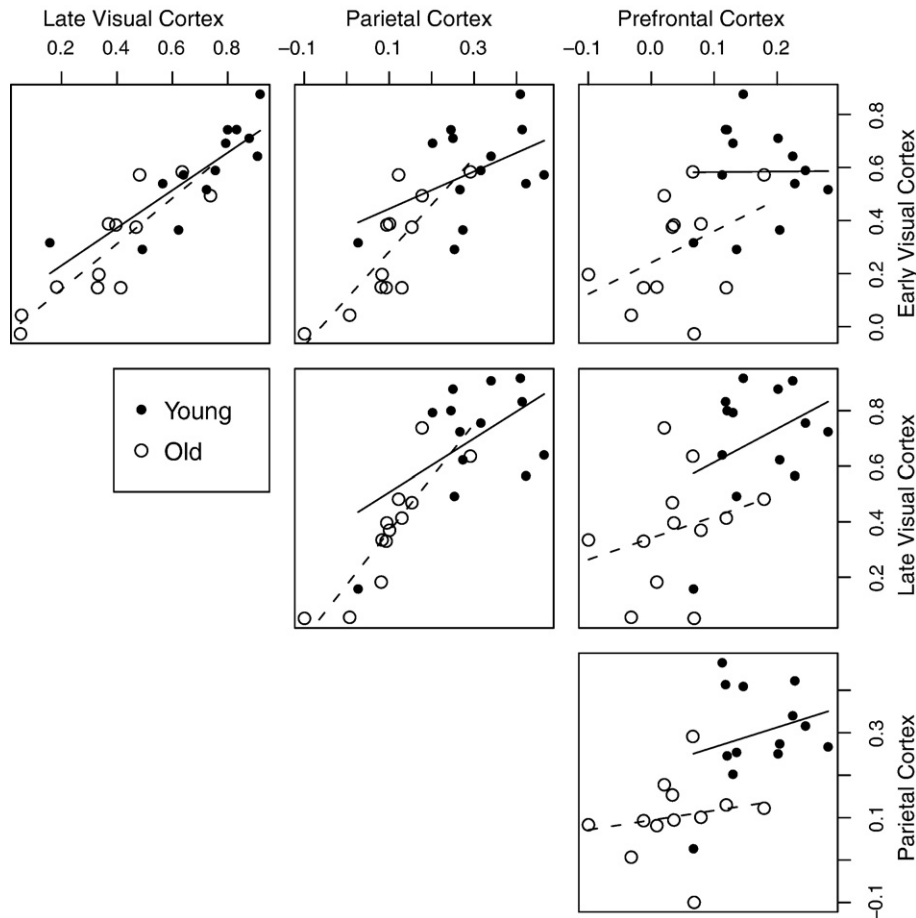 Late Visual Cortex Parietal Cortex Prefrontal Cortex
0.2 0.4 0.6 0.8 −0.1 0.1 0.3 −0.1 0.0 0.1 0.2
0.0 0.2 0.4 0.6 0.8
Early Visual Cortex
Young
Old
0.2 0.4 0.6 0.8
Late Visual Cortex
−0.1 0.1 0.3
Parietal Cortex